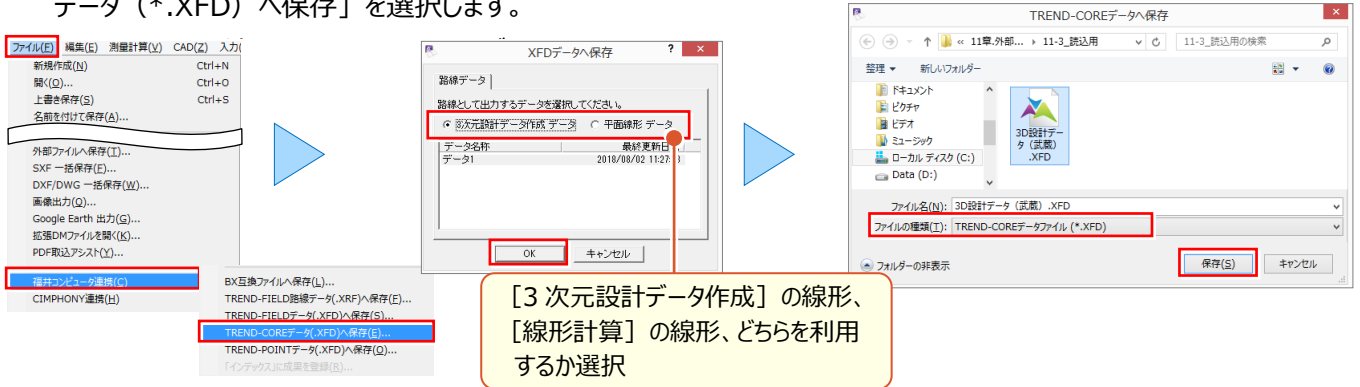 データ（*.XFD）へ保存］を選択します。
ファイル(F) 編集(E) 測量計算(V) CAD(Z) 入力(
新規作成(N) Ctrl+N
開く(O)... Ctrl+O
上書き保存(S) Ctrl+S
名前を付けて保存(A)...
外部ファイルへ保存(T)...
SXF 一括保存(F)...
DXF/DWG 一括保存(W)...
画像出力(Q)...
Google Earth 出力(G)...
拡張DMファイルを開く(K)...
PDF取込アシスト(Y)...
福井コンピュータ連携(C)
CIMPHONY連携(H)
BX互換ファイルへ保存(L)...
TREND-FIELD路線データ(.XRF)へ保存(F)...
TREND-FIELDデータ(.XFD)へ保存(S)...
TREND-COREデータ(.XFD)へ保存(E)...
TREND-POINTデータ(.XFD)へ保存(O)...
「インデックス」に成果を登録(R)...
XFDデータへ保存 ? ×
路線データ
路線として出力するデータを選択してください。
3次元設計データ作成 データ 平面線形 データ
データ名称 最終更新日
データ1 2018/08/02 11:27:
OK キャンセル
［3 次元設計データ作成］の線形、
［線形計算］の線形、どちらを利用
するか選択
TREND-COREデータへ保存 ×
« 11章.外部... › 11-3_読込用 11-3_読込用の検索
整理 新しいフォルダー
ドキュメント
ピクチャ
ビデオ
ミュージック
ローカル ディスク (C:)
Data (D:)
3D設計デー
タ（武蔵）
.XFD
ファイル名(N): 3D設計データ（武蔵）.XFD
ファイルの種類(T): TREND-COREデータファイル (*.XFD)
フォルダーの非表示 保存(S) キャンセル